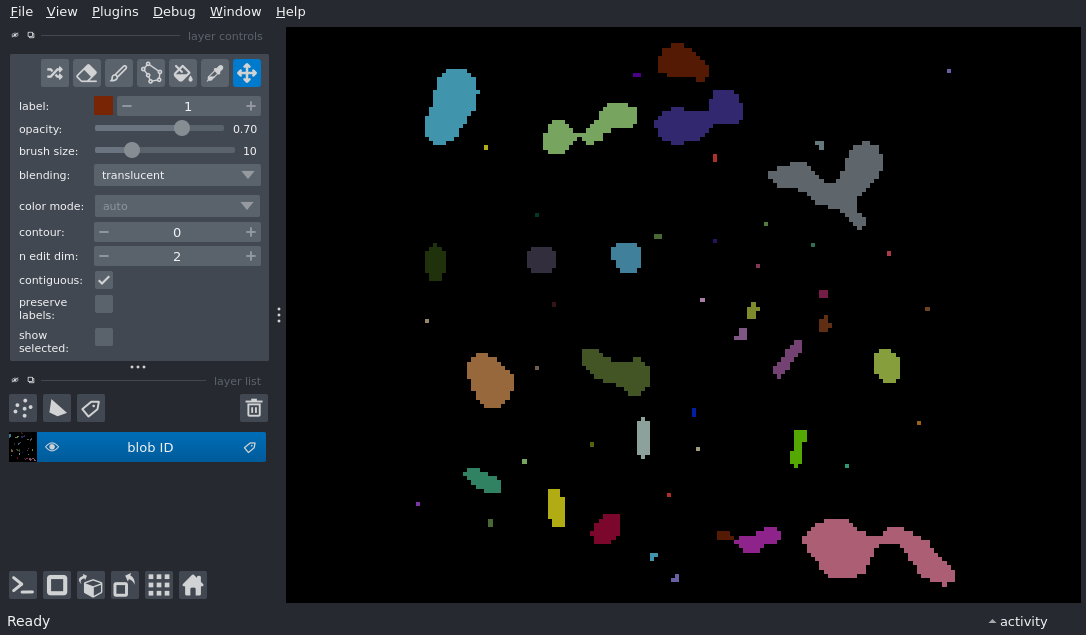 File View Plugins Debug Window Help
layer controls
label: 1
opacity: 0.70
brush size: 10
blending: translucent
color mode: auto
contour: 0
n edit dim: 2
contiguous:
preserve
labels:
show
selected:
layer list
blob ID
Ready
activity